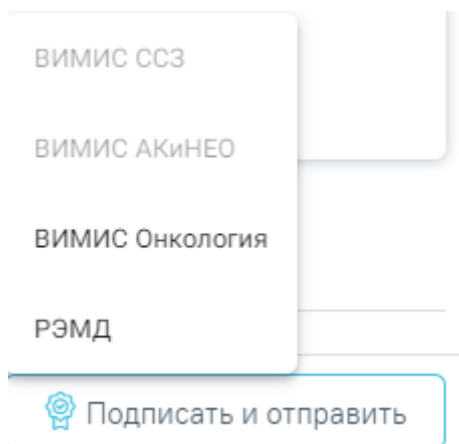 ВИМИС ССЗ
ВИМИС АКиНЕО
ВИМИС Онкология
РЭМД
Подписать и отправить